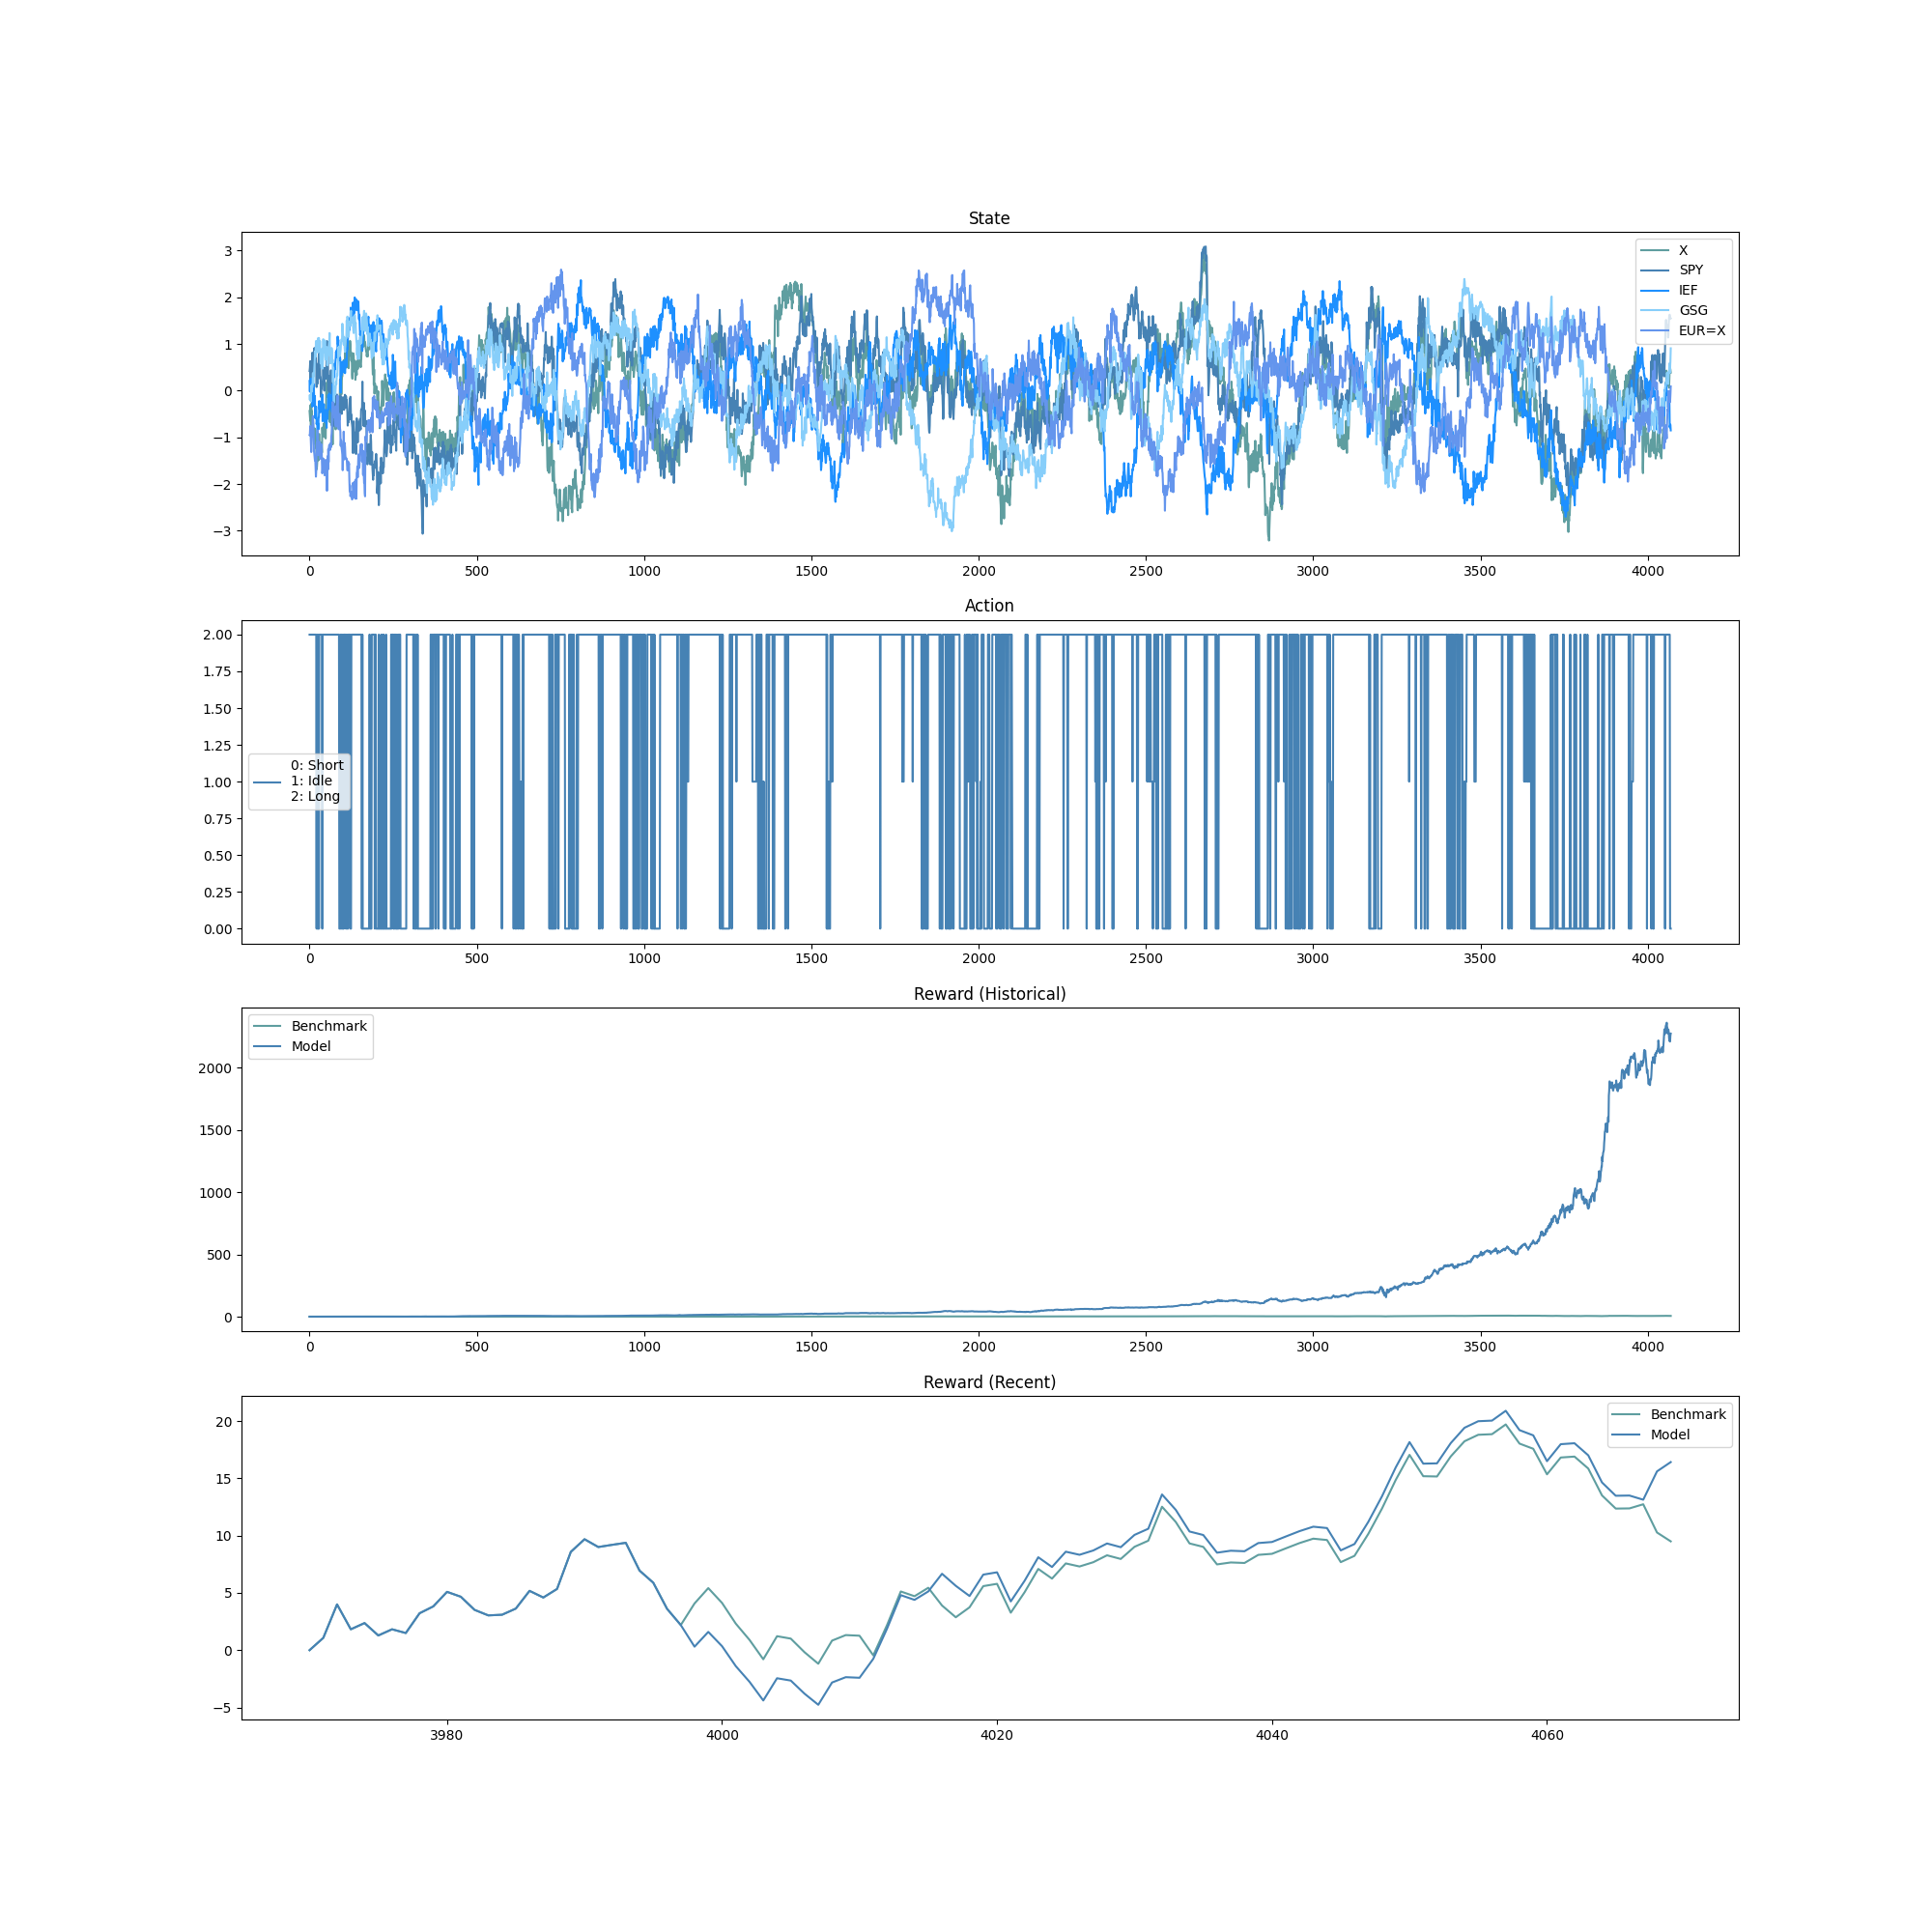 State
3
2
1
0
−1
−2
−3
X
SPY
IEF
GSG
EUR=X
0 500 1000 1500 2000 2500 3000 3500 4000
Action
2.00
1.75
1.50
1.25
1.00
0.75
0.50
0.25
0.00
0: Short
1: Idle
2: Long
0 500 1000 1500 2000 2500 3000 3500 4000
Reward (Historical)
Benchmark
Model
2000
1500
1000
500
0
0 500 1000 1500 2000 2500 3000 3500 4000
Reward (Recent)
20
15
10
5
0
−5
Benchmark
Model
3980 4000 4020 4040 4060